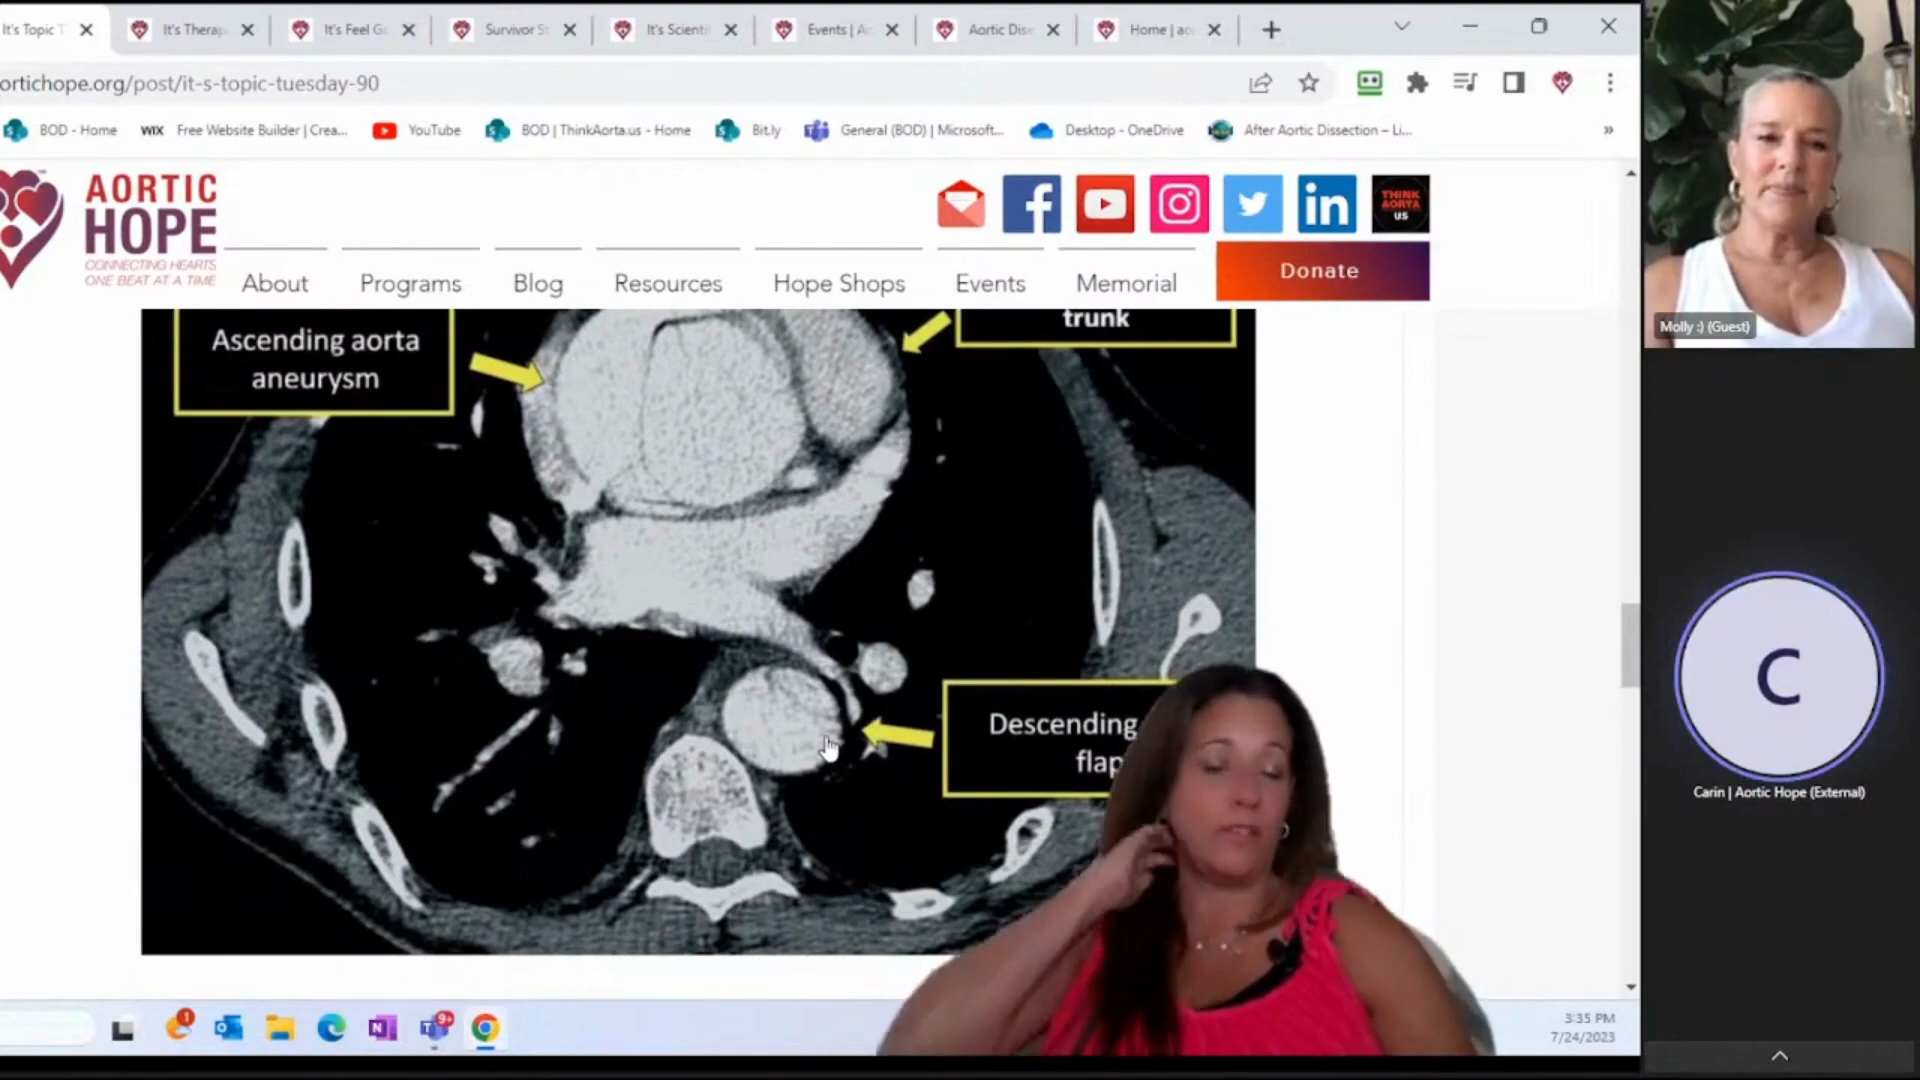 It's Topic T
It's Therap
It's Feel G
Survivor St
It's Scienti
Events | A
Aortic Dise
Home | ao
ortichope.org/post/it-s-topic-tuesday-90
BOD - Home
WIX Free Website Builder | Crea...
YouTube
BOD | ThinkAorta.us - Home
Bit.ly
General (BOD) | Microsoft...
Desktop - OneDrive
After Aortic Dissection – Li...
»
AORTIC
HOPE
CONNECTING HEARTS
ONE BEAT AT A TIME
THINK
AORTA
US
About
Programs
Blog
Resources
Hope Shops
Events
Memorial
Donate
Ascending aorta
aneurysm
trunk
Descending
flap
Molly :) (Guest)
C
Carin | Aortic Hope (External)
1
9+
3:35 PM
7/24/2023